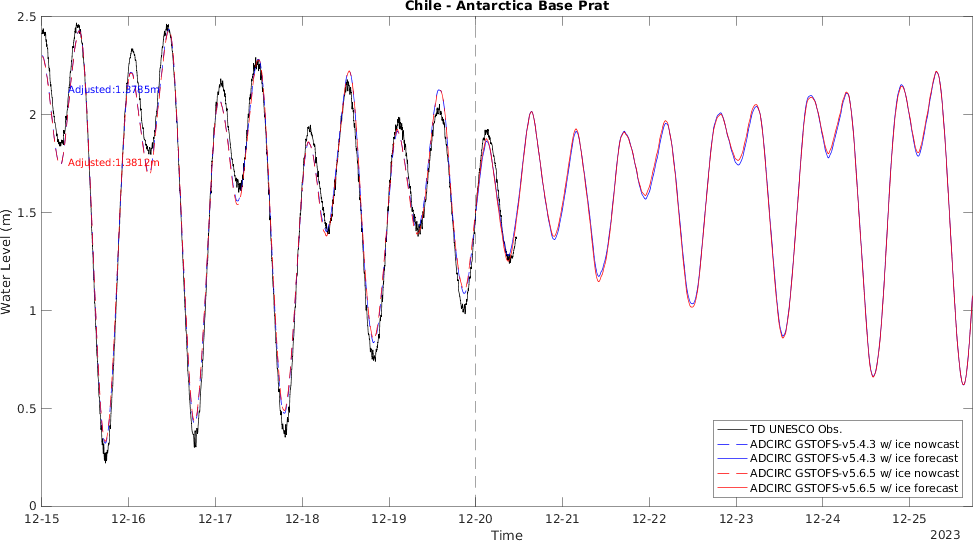 Chile - Antarctica Base Prat
2.5
2
1.5
1
0.5
0
Water Level (m)
Adjusted:1.3785m
Adjusted:1.3812m
TD UNESCO Obs.
ADCIRC GSTOFS-v5.4.3 w/ ice nowcast
ADCIRC GSTOFS-v5.4.3 w/ ice forecast
ADCIRC GSTOFS-v5.6.5 w/ ice nowcast
ADCIRC GSTOFS-v5.6.5 w/ ice forecast
12-15 12-16 12-17 12-18 12-19 12-20 12-21 12-22 12-23 12-24 12-25
Time
2023